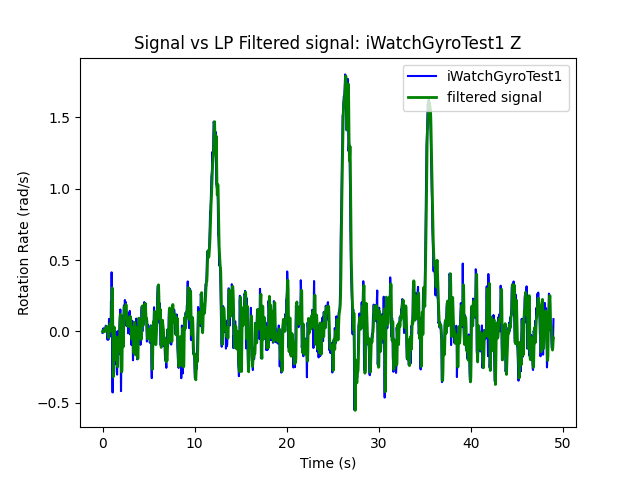 Signal vs LP Filtered signal: iWatchGyroTest1 Z
iWatchGyroTest1
filtered signal
Rotation Rate (rad/s)
1.5
1.0
0.5
0.0
−0.5
0 10 20 30 40 50
Time (s)